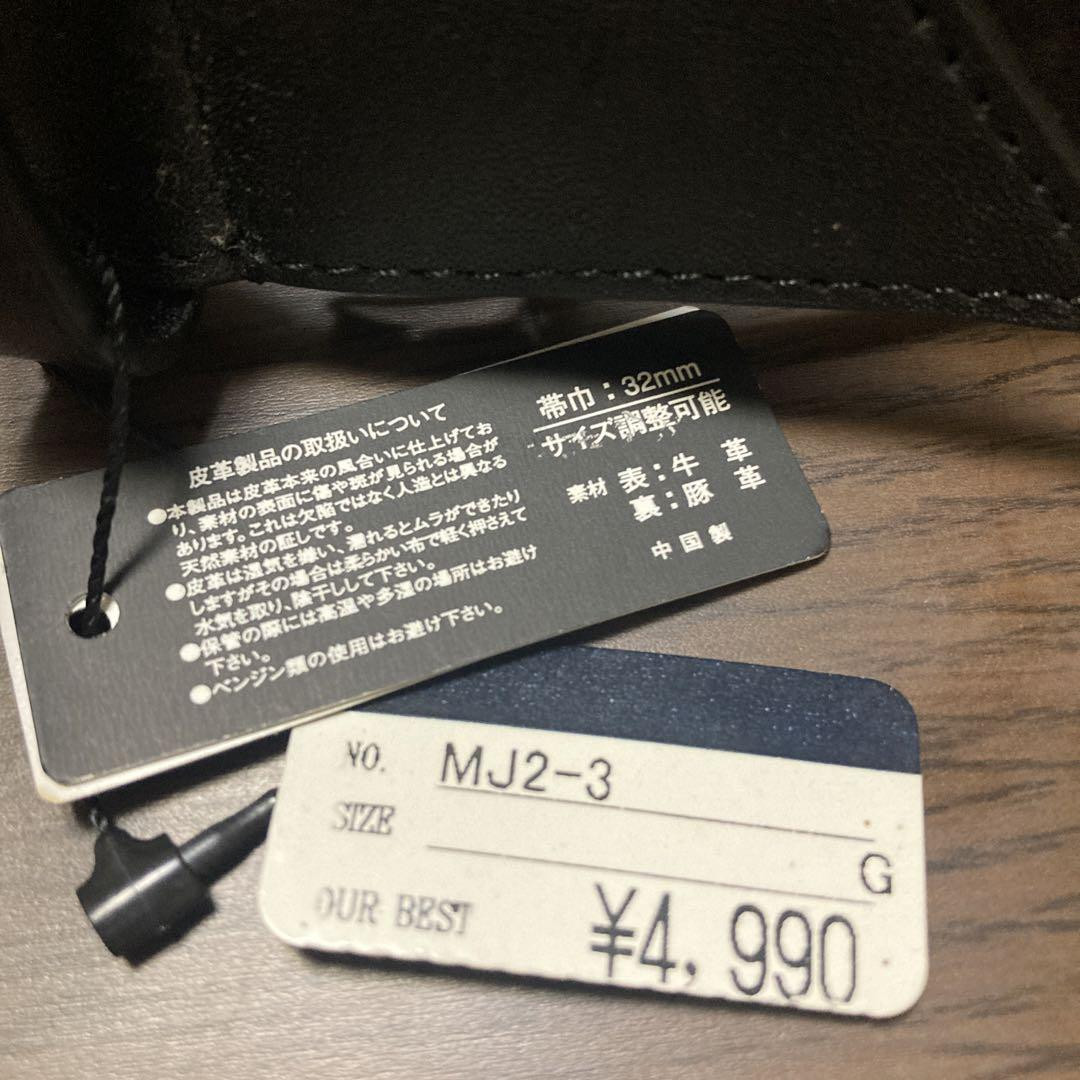 皮革製品の取扱いについて
●本製品は皮革本来の風合いに仕上げてお
り、素材の表面に傷や斑が見られる場合が
あります。これは欠陥ではなく人造とは異なる
天然素材の証しです。
●皮革は湿気を嫌い、濡れるとムラができたり
しますがその場合は柔らかい布で軽く押さえて
水気を取り、陰干しして下さい。
●保管の際には高温や多湿の場所はお避け
下さい。
●ベンジン類の使用はお避け下さい。
帯巾：32mm
サイズ調整可能
素材 表：牛 革
裏：豚 革
中国製
NO. MJ2-3
SIZE
G
OUR BEST ¥4,990